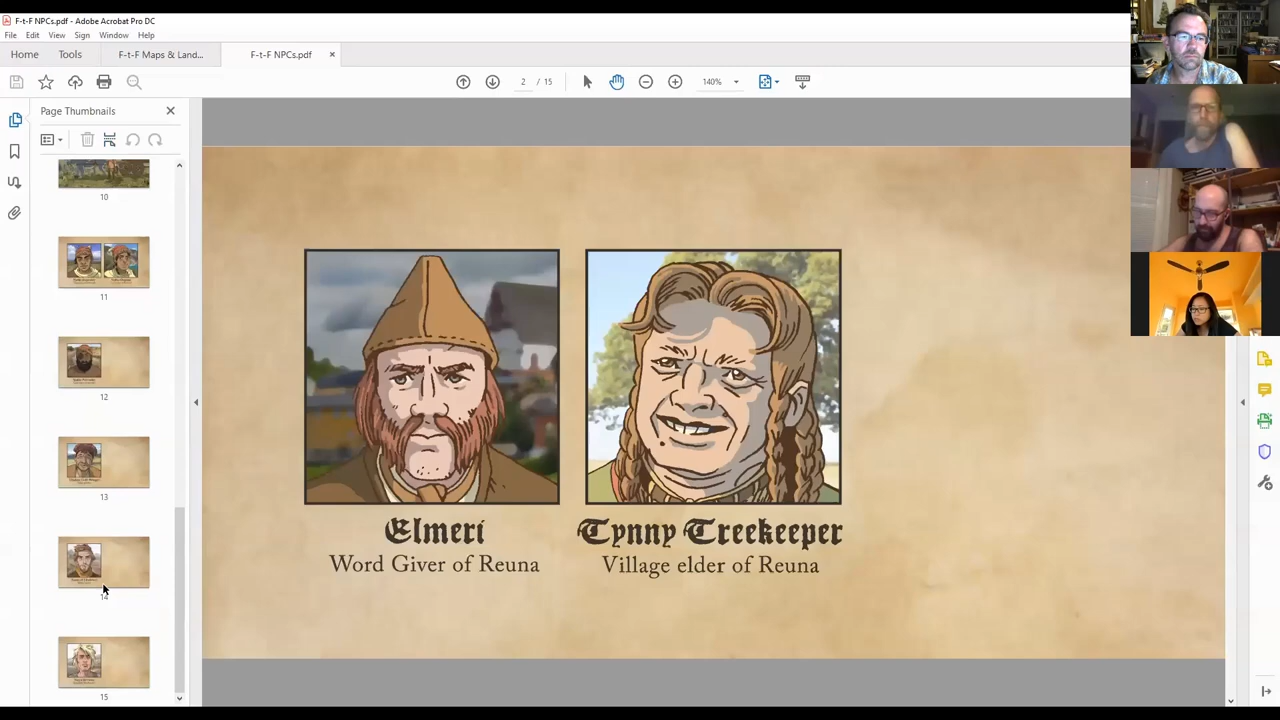 F-t-F NPCs.pdf - Adobe Acrobat Pro DC
File Edit View Sign Window Help
Home Tools F-t-F Maps & Land... F-t-F NPCs.pdf ×
2 / 15 140%
Page Thumbnails
10
11
12
13
14
15
Elmeri
Word Giver of Reuna
Tynny Treekeeper
Village elder of Reuna